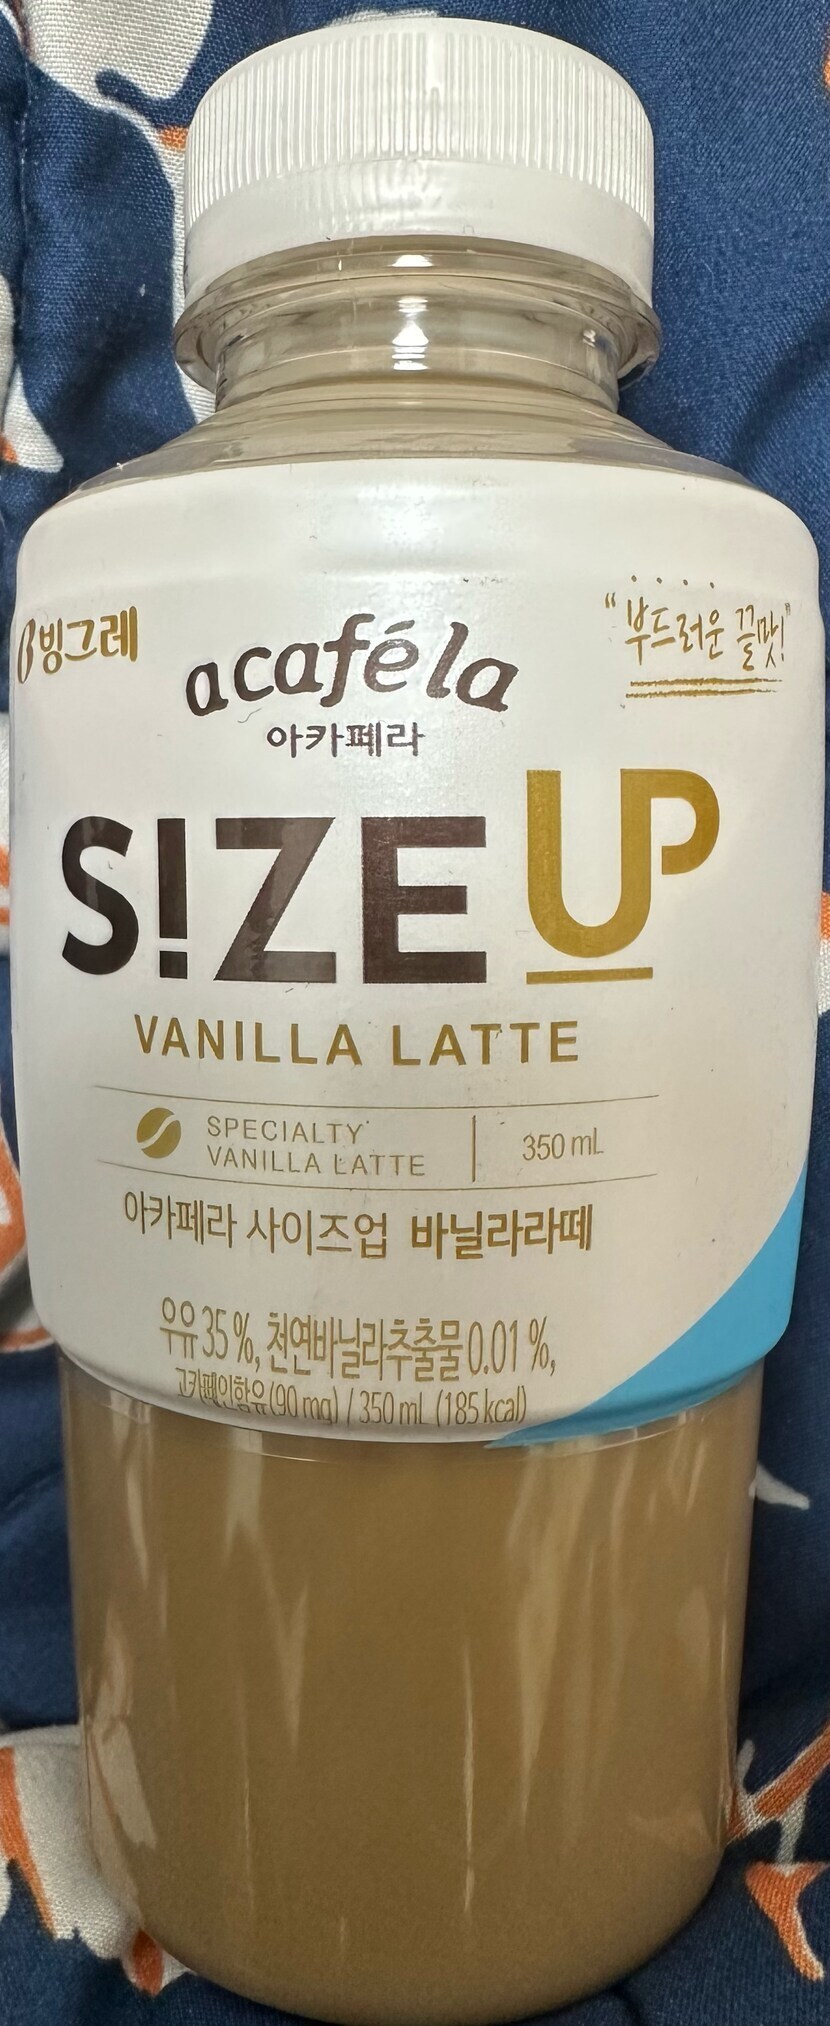 빙그레
acaféla
"부드러운 끝맛!"
아카페라
S!ZE UP
VANILLA LATTE
SPECIALTY
VANILLA LATTE
350 mL
아카페라 사이즈업 바닐라라떼
우유 35 %, 천연바닐라추출물 0.01 %,
고카페인함유(90 mg) / 350 mL (185 kcal)